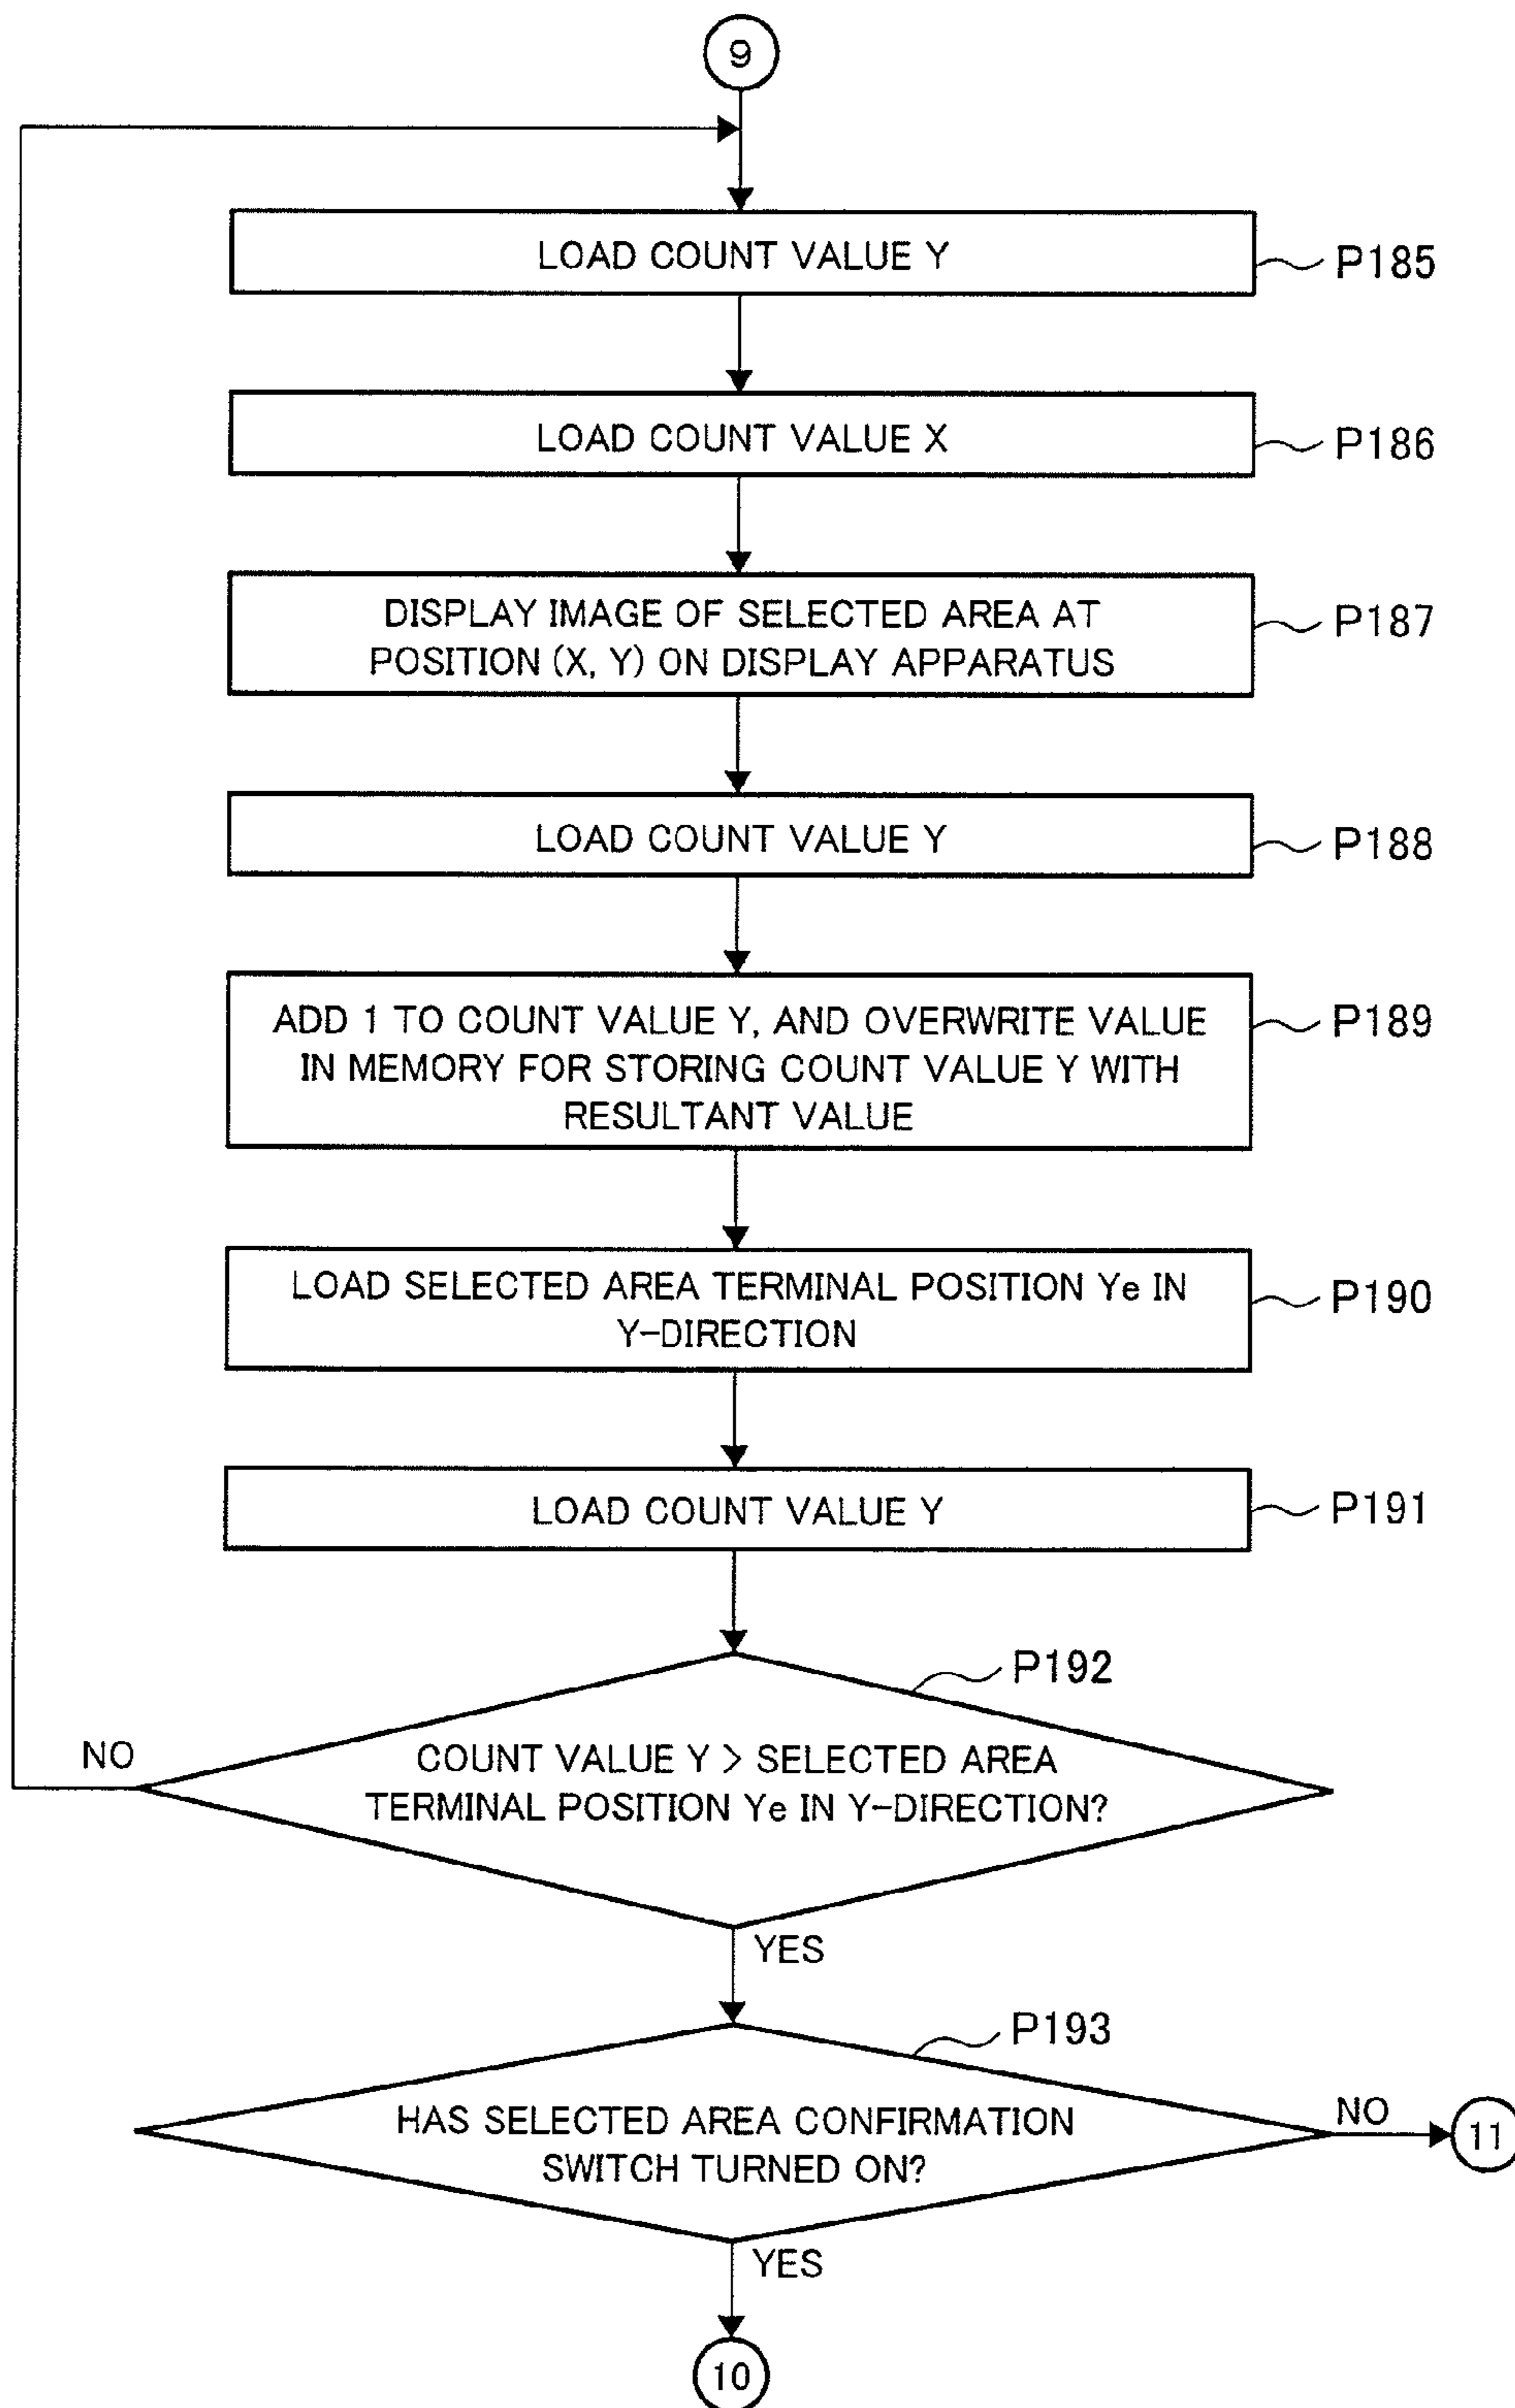 9
LOAD COUNT VALUE Y
P185
LOAD COUNT VALUE X
P186
DISPLAY IMAGE OF SELECTED AREA AT
POSITION (X, Y) ON DISPLAY APPARATUS
P187
LOAD COUNT VALUE Y
P188
ADD 1 TO COUNT VALUE Y, AND OVERWRITE VALUE
IN MEMORY FOR STORING COUNT VALUE Y WITH
RESULTANT VALUE
P189
LOAD SELECTED AREA TERMINAL POSITION Ye IN
Y-DIRECTION
P190
LOAD COUNT VALUE Y
P191
P192
NO
COUNT VALUE Y > SELECTED AREA
TERMINAL POSITION Ye IN Y-DIRECTION?
YES
P193
HAS SELECTED AREA CONFIRMATION
SWITCH TURNED ON?
NO
11
YES
10